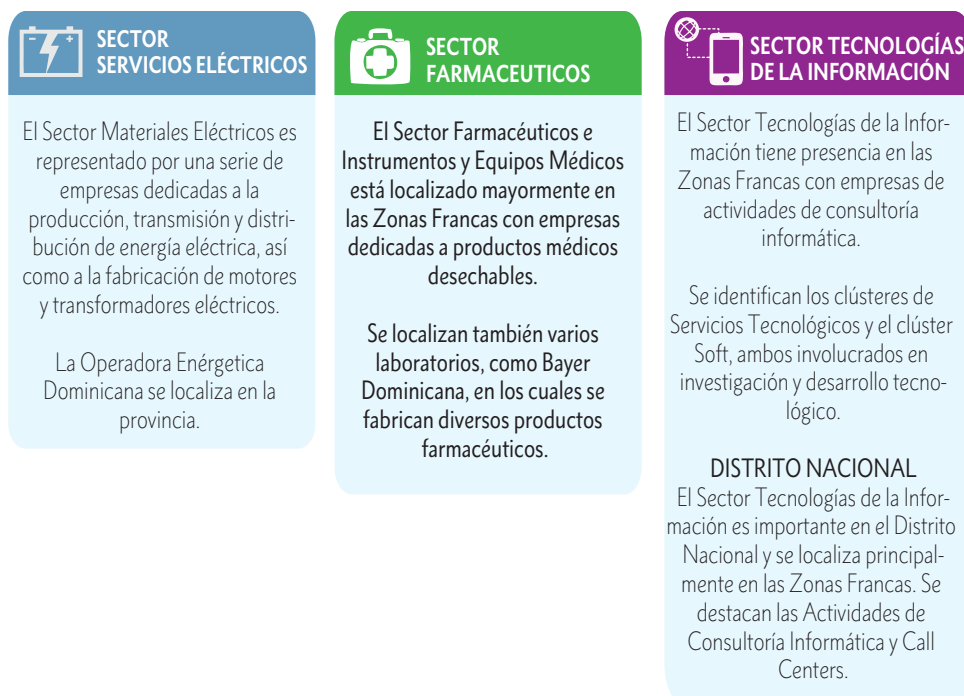 SECTOR
SERVICIOS ELÉCTRICOS
El Sector Materiales Eléctricos es
representado por una serie de
empresas dedicadas a la
producción, transmisión y distri-
bución de energía eléctrica, así
como a la fabricación de motores
y transformadores eléctricos.
La Operadora Enérgetica
Dominicana se localiza en la
provincia.
SECTOR
FARMACEUTICOS
El Sector Farmacéuticos e
Instrumentos y Equipos Médicos
está localizado mayormente en
las Zonas Francas con empresas
dedicadas a productos médicos
desechables.
Se localizan también varios
laboratorios, como Bayer
Dominicana, en los cuales se
fabrican diversos productos
farmacéuticos.
SECTOR TECNOLOGÍAS
DE LA INFORMACIÓN
El Sector Tecnologías de la Infor-
mación tiene presencia en las
Zonas Francas con empresas de
actividades de consultoría
informática.
Se identifican los clústeres de
Servicios Tecnológicos y el clúster
Soft, ambos involucrados en
investigación y desarrollo tecno-
lógico.
DISTRITO NACIONAL
El Sector Tecnologías de la Infor-
mación es importante en el Distrito
Nacional y se localiza principal-
mente en las Zonas Francas. Se
destacan las Actividades de
Consultoría Informática y Call
Centers.